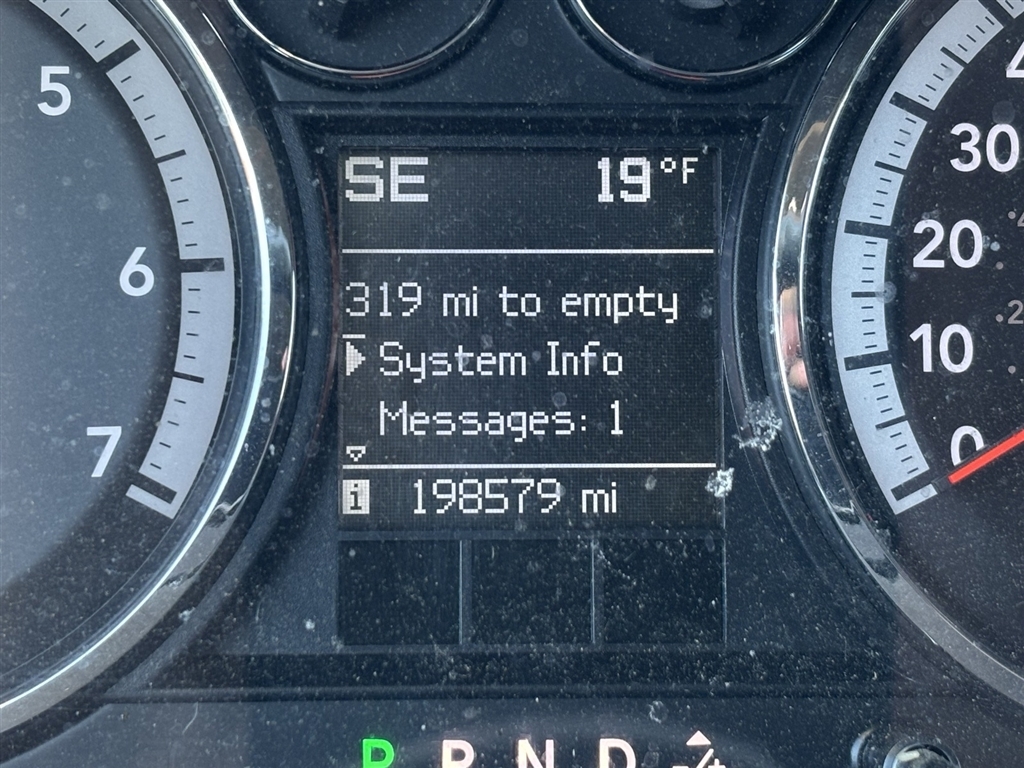 SE 19°F
319 mi to empty
System Info
Messages: 1
i 198579 mi
5
6
7
30
20
10
0
P R N D -/+